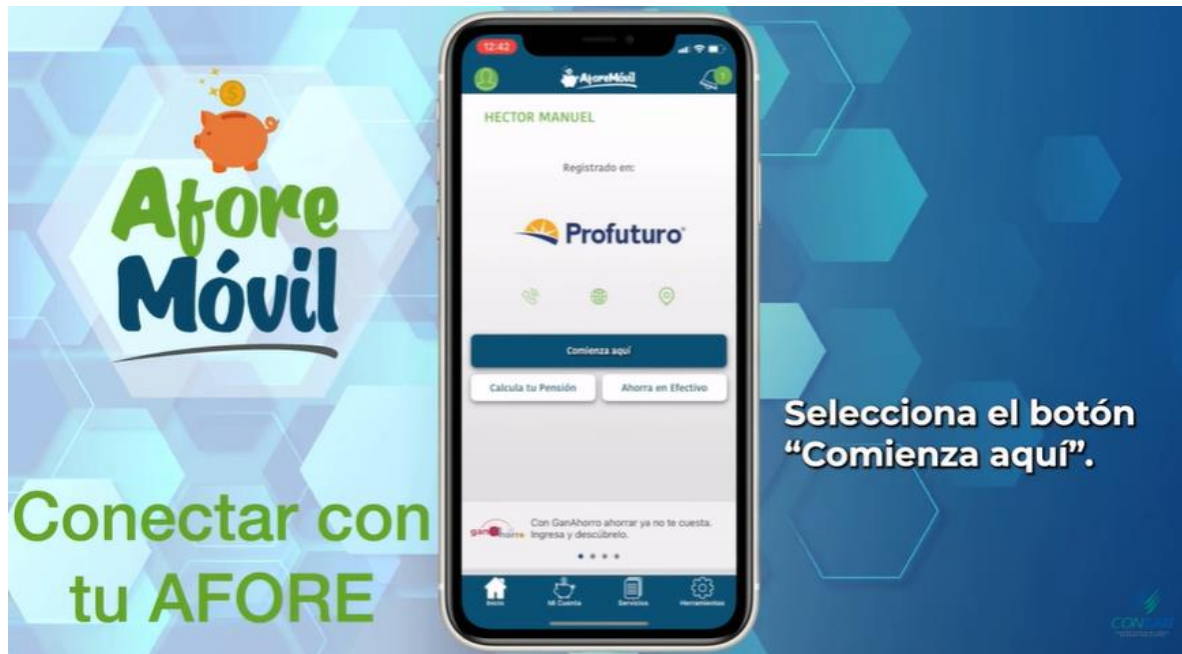 Afore
Móvil
Conectar con
tu AFORE
12:42
AforeMóvil
HECTOR MANUEL
Registrado en:
Profuturo
Comienza aquí
Calcula tu Pensión
Ahorra en Efectivo
Con GanAhorro ahorrar ya no te cuesta.
Ingresa y descúbrelo.
Inicio
Mi Cuenta
Servicios
Herramientas
Selecciona el botón
“Comienza aquí”.
CONSAR